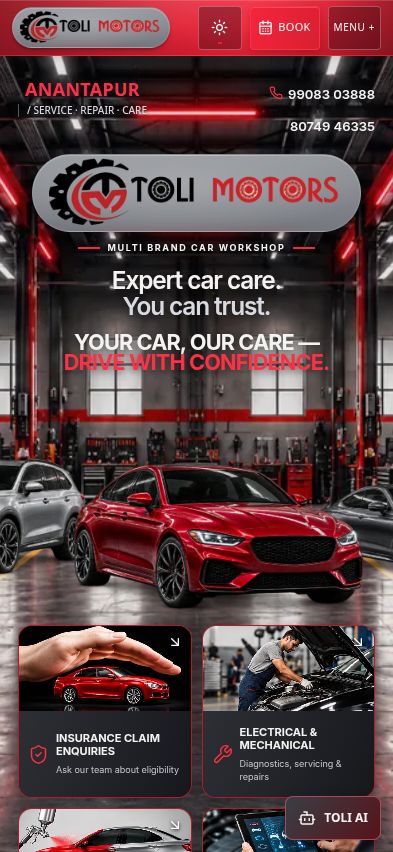 TOLI MOTORS
BOOK
MENU +
ANANTAPUR
/ SERVICE · REPAIR · CARE
99083 03888
80749 46335
TOLI MOTORS
MULTI BRAND CAR WORKSHOP
Expert car care.
You can trust.
YOUR CAR, OUR CARE —
DRIVE WITH CONFIDENCE.
INSURANCE CLAIM
ENQUIRIES
Ask our team about eligibility
ELECTRICAL &
MECHANICAL
Diagnostics, servicing &
repairs
TOLI AI